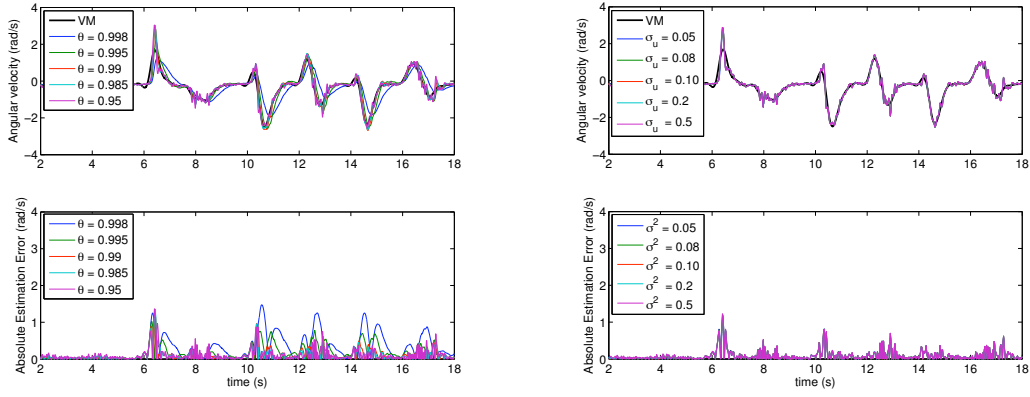 Angular velocity (rad/s)
4
2
0
−2
−4
VM
θ = 0.998
θ = 0.995
θ = 0.99
θ = 0.985
θ = 0.95
2 4 6 8 10 12 14 16 18
Absolute Estimation Error (rad/s)
4
3
2
1
0
θ = 0.998
θ = 0.995
θ = 0.99
θ = 0.985
θ = 0.95
2 4 6 8 10 12 14 16 18
time (s)
Angular velocity (rad/s)
4
2
0
−2
−4
VM
σ_u = 0.05
σ_u = 0.08
σ_u = 0.10
σ_u = 0.2
σ_u = 0.5
2 4 6 8 10 12 14 16 18
Absolute Estimation Error (rad/s)
4
3
2
1
0
σ² = 0.05
σ² = 0.08
σ² = 0.10
σ² = 0.2
σ² = 0.5
2 4 6 8 10 12 14 16 18
time (s)